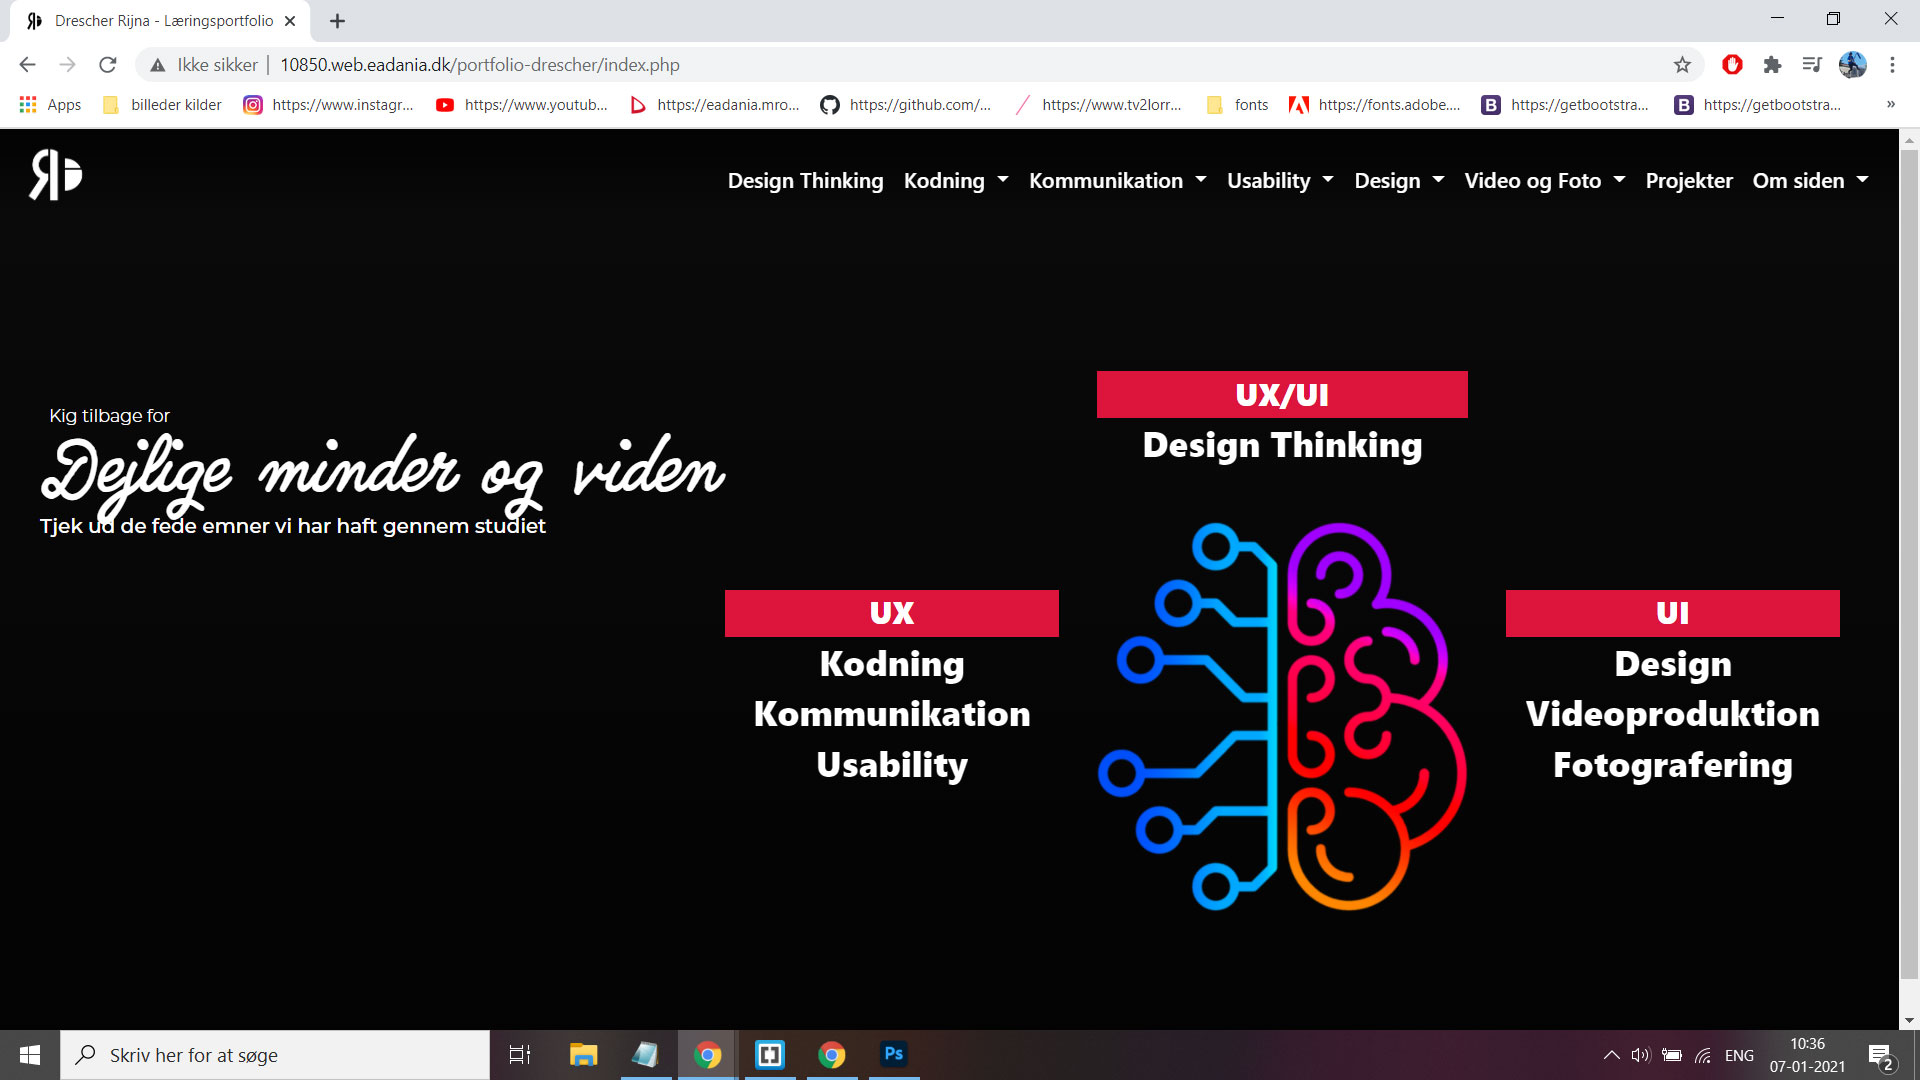 Drescher Rijna - Læringsportfolio
Ikke sikker | 10850.web.eadania.dk/portfolio-drescher/index.php
Apps billeder kilder https://www.instagr... https://www.youtub... https://eadania.mro... https://github.com/... https://www.tv2lorr... fonts https://fonts.adobe.... https://getbootstra... https://getbootstra... »
Design Thinking Kodning Kommunikation Usability Design Video og Foto Projekter Om siden
Kig tilbage for
Dejlige minder og viden
Tjek ud de fede emner vi har haft gennem studiet
UX/UI
Design Thinking
UX
Kodning
Kommunikation
Usability
UI
Design
Videoproduktion
Fotografering
Skriv her for at søge
Ps
ENG
10:36
07-01-2021
2